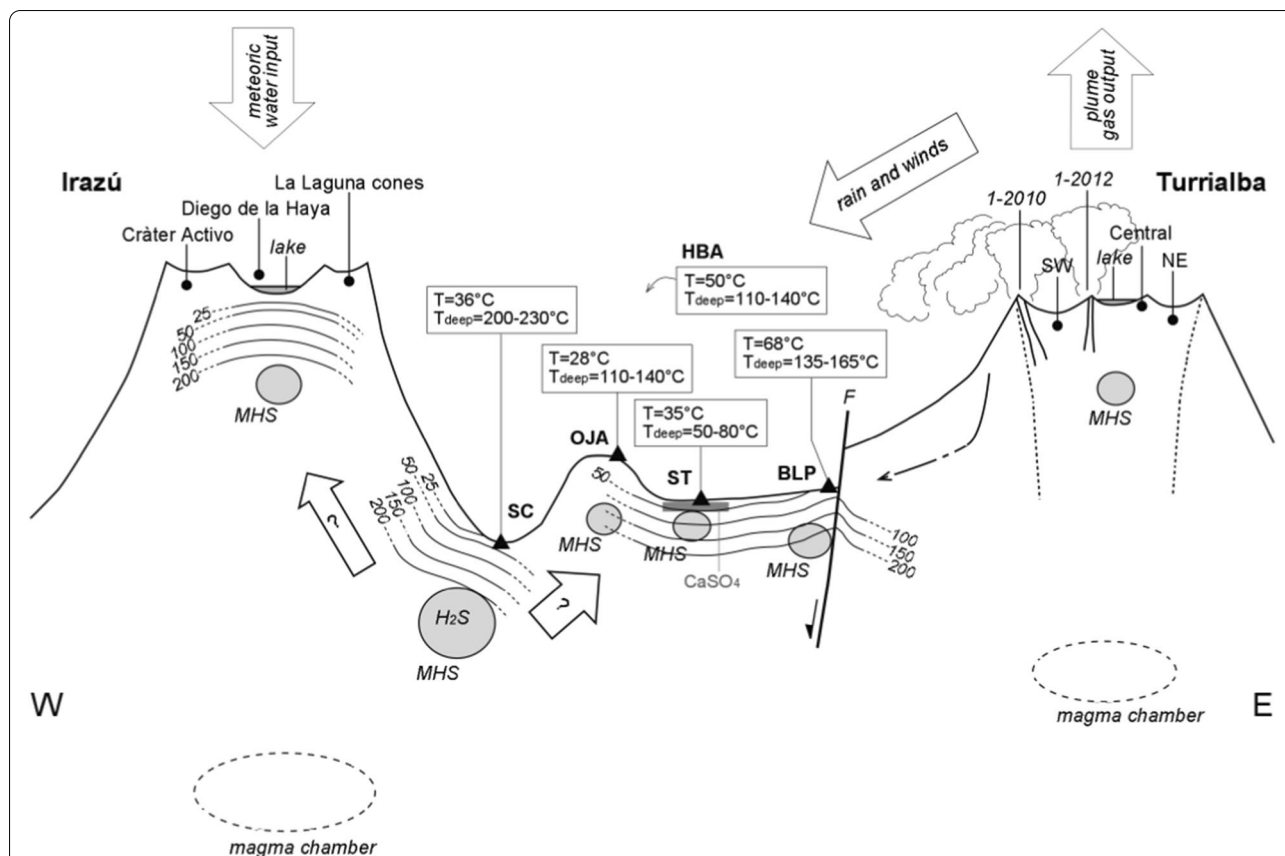 meteoric
water input
plume
gas output
rain and winds
Irazú
La Laguna cones
Diego de la Haya
lake
Cràter Activo
Turrialba
1-2012
1-2010
Central
SW
lake
NE
HBA
T=50°C
Tdeep=110-140°C
T=36°C
Tdeep=200-230°C
T=28°C
Tdeep=110-140°C
T=68°C
Tdeep=135-165°C
T=35°C
Tdeep=50-80°C
F
25
50
100
150
200
MHS
MHS
OJA
ST
BLP
SC
50
25
50
100
150
200
?
?
MHS
MHS
MHS
CaSO4
100
150
200
H2S
MHS
W
E
magma chamber
magma chamber